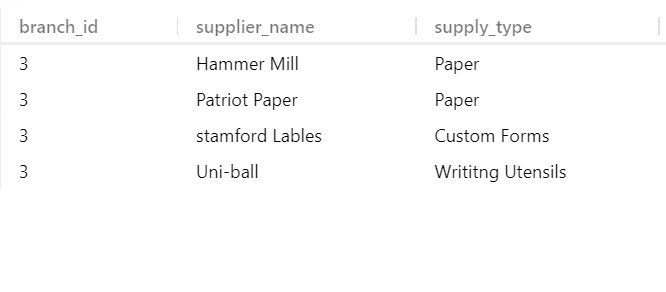 branch_id supplier_name supply_type
3 Hammer Mill Paper
3 Patriot Paper Paper
3 stamford Lables Custom Forms
3 Uni-ball Writitng Utensils